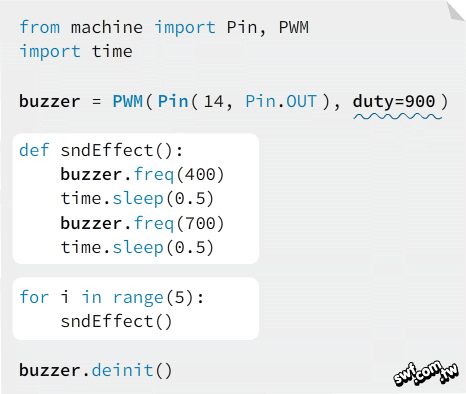 from machine import Pin, PWM
import time
buzzer = PWM(Pin(14, Pin.OUT), duty=900)
def sndEffect():
    buzzer.freq(400)
    time.sleep(0.5)
    buzzer.freq(700)
    time.sleep(0.5)
for i in range(5):
    sndEffect()
buzzer.deinit()
swf.com.tw